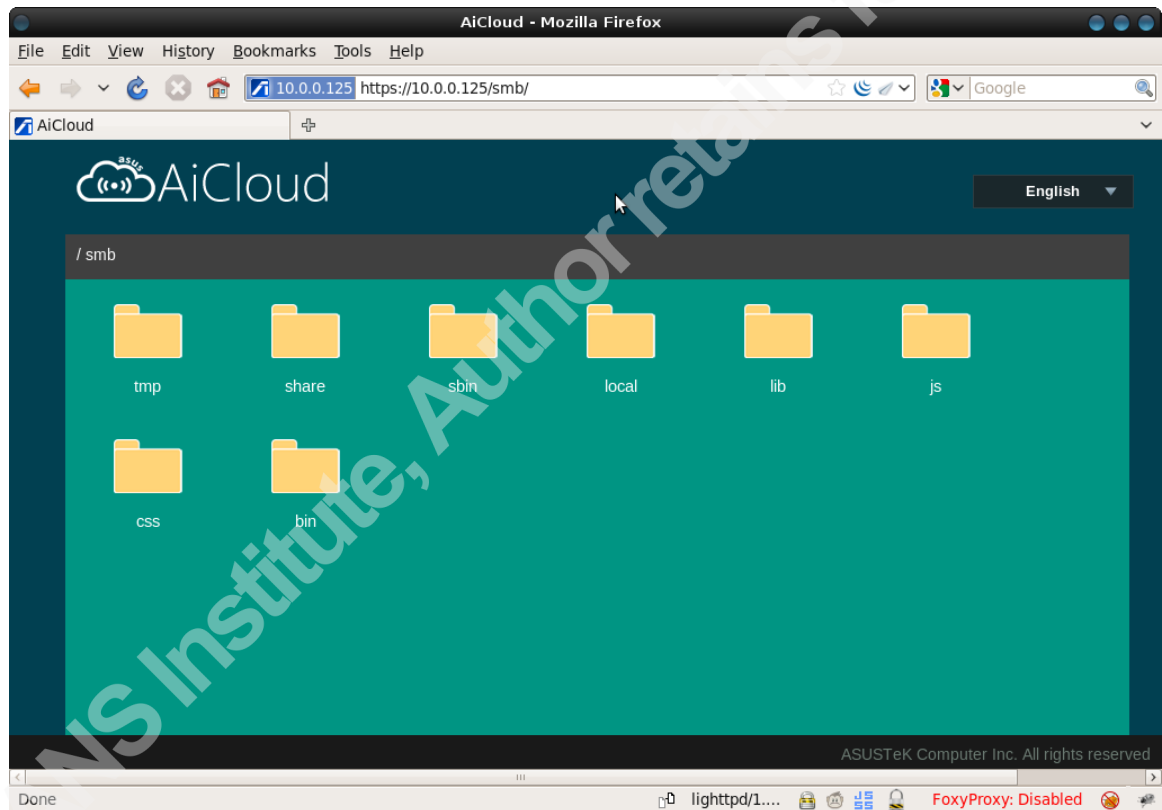 AiCloud - Mozilla Firefox
File Edit View History Bookmarks Tools Help
10.0.0.125 https://10.0.0.125/smb/ Google
AiCloud
asus
AiCloud
English
/ smb
tmp share sbin local lib js
css bin
NS Institute, Author retains
ASUSTeK Computer Inc. All rights reserved
Done lighttpd/1.... FoxyProxy: Disabled